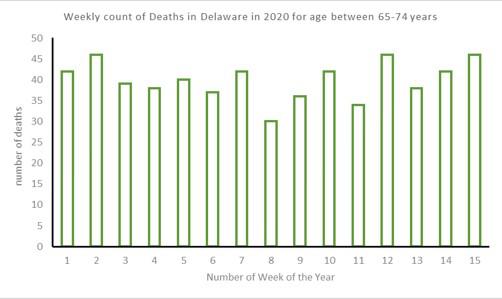 Weekly count of Deaths in Delaware in 2020 for age between 65-74 years
50
45
40
35
30
25
20
15
10
5
0
number of deaths
1 2 3 4 5 6 7 8 9 10 11 12 13 14 15
Number of Week of the Year